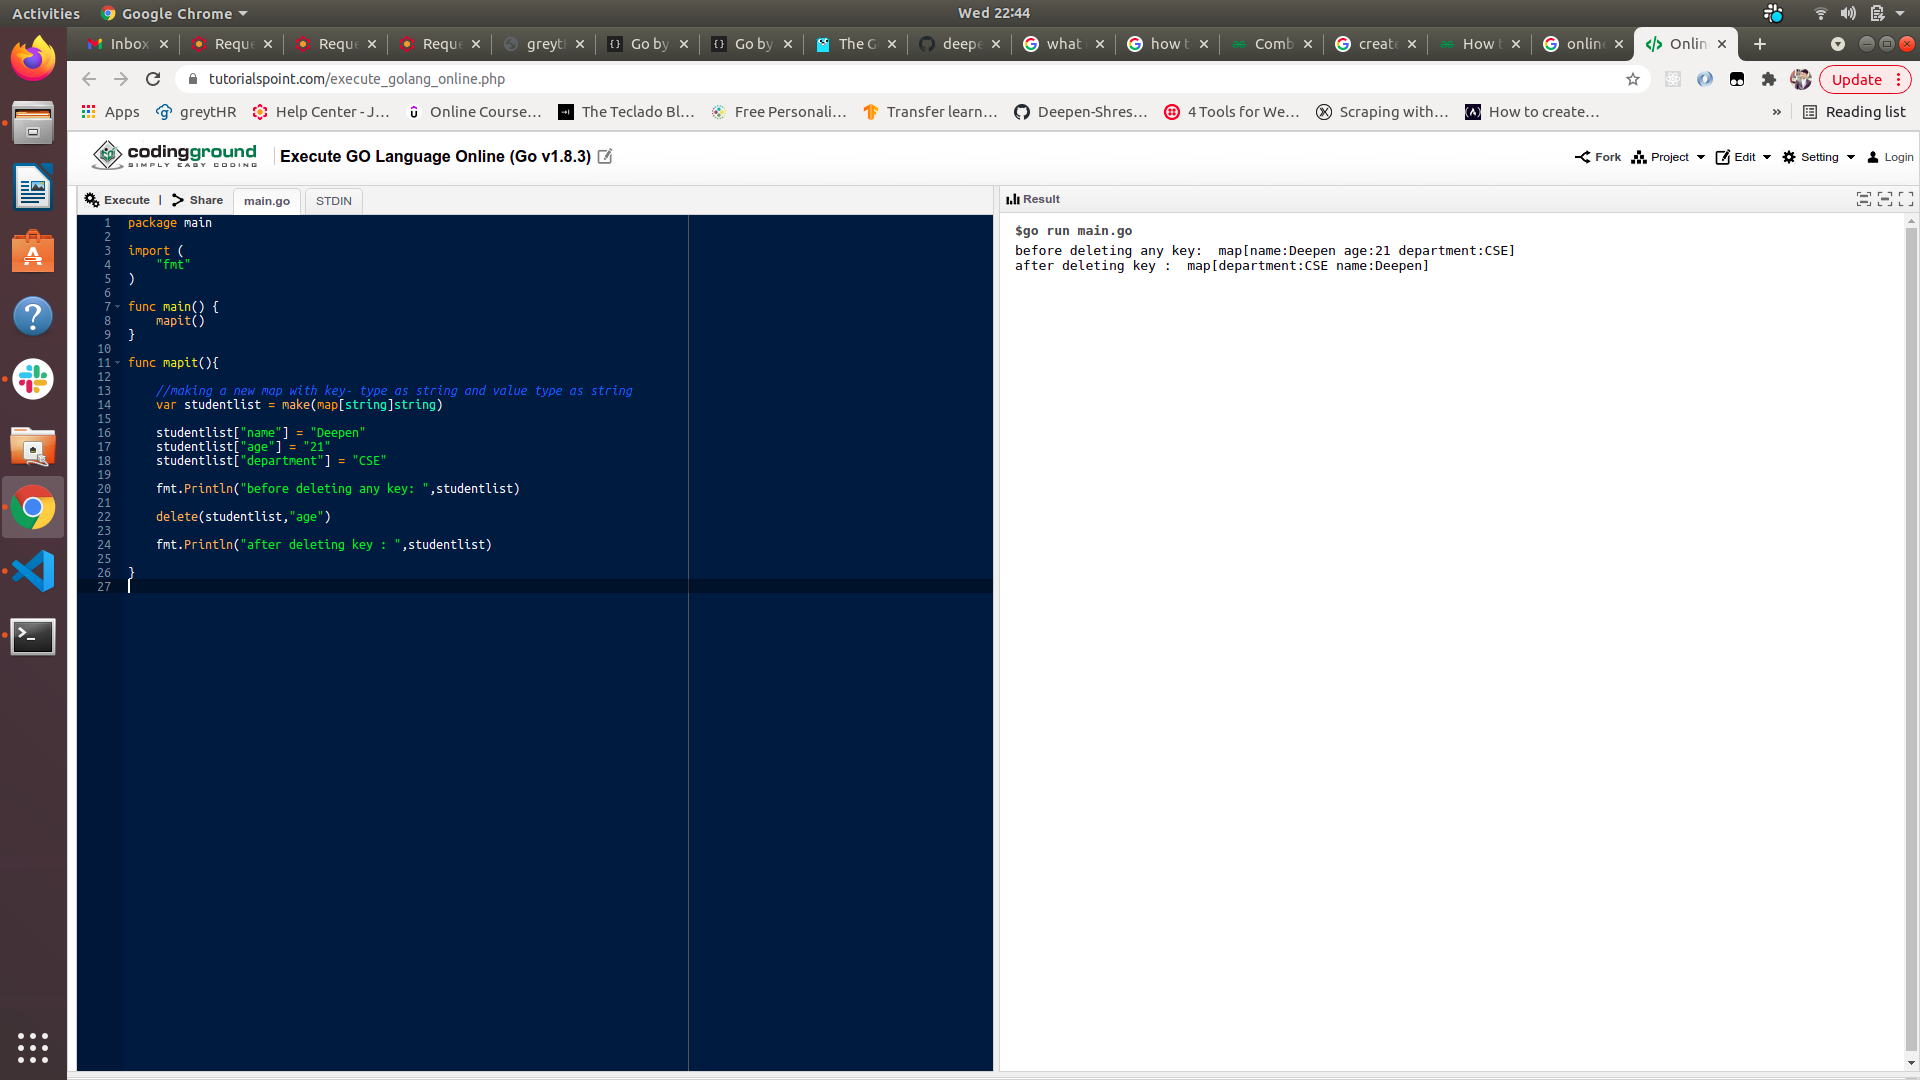 Activities
Google Chrome
Wed 22:44
Inbox
Reque
Reque
Reque
greyt
Go by
Go by
The G
deepe
what
how t
Comb
create
How t
online
Onlin
tutorialspoint.com/execute_golang_online.php
Update
Apps
greytHR
Help Center - J…
Online Course…
The Teclado Bl…
Free Personali…
Transfer learn…
Deepen-Shres…
4 Tools for We…
Scraping with…
How to create…
»
Reading list
codingground
SIMPLY EASY CODING
Execute GO Language Online (Go v1.8.3)
Fork
Project
Edit
Setting
Login
Execute | Share
main.go
STDIN
Result
1 package main
2
3 import (
4 "fmt"
5 )
6
7 func main() {
8 mapit()
9 }
10
11 func mapit(){
12
13 //making a new map with key- type as string and value type as string
14 var studentlist = make(map[string]string)
15
16 studentlist["name"] = "Deepen"
17 studentlist["age"] = "21"
18 studentlist["department"] = "CSE"
19
20 fmt.Println("before deleting any key: ",studentlist)
21
22 delete(studentlist,"age")
23
24 fmt.Println("after deleting key : ",studentlist)
25
26 }
27
$go run main.go
before deleting any key:  map[name:Deepen age:21 department:CSE]
after deleting key :  map[department:CSE name:Deepen]